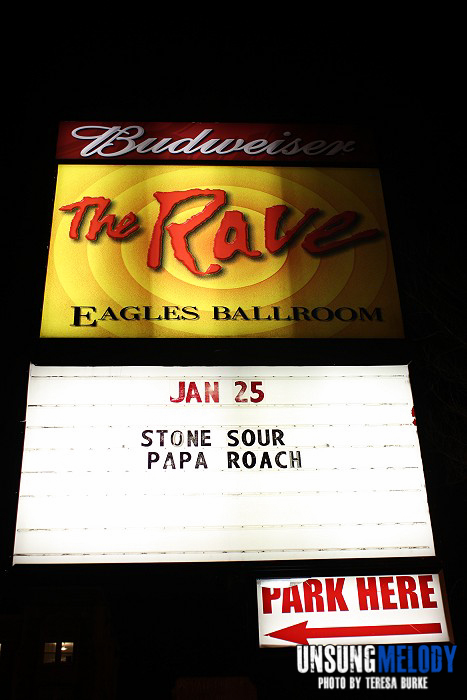 Budweiser
The Rave
EAGLES BALLROOM
JAN 25
STONE SOUR
PAPA ROACH
PARK HERE
UNSUNGMELODY
PHOTO BY TERESA BURKE